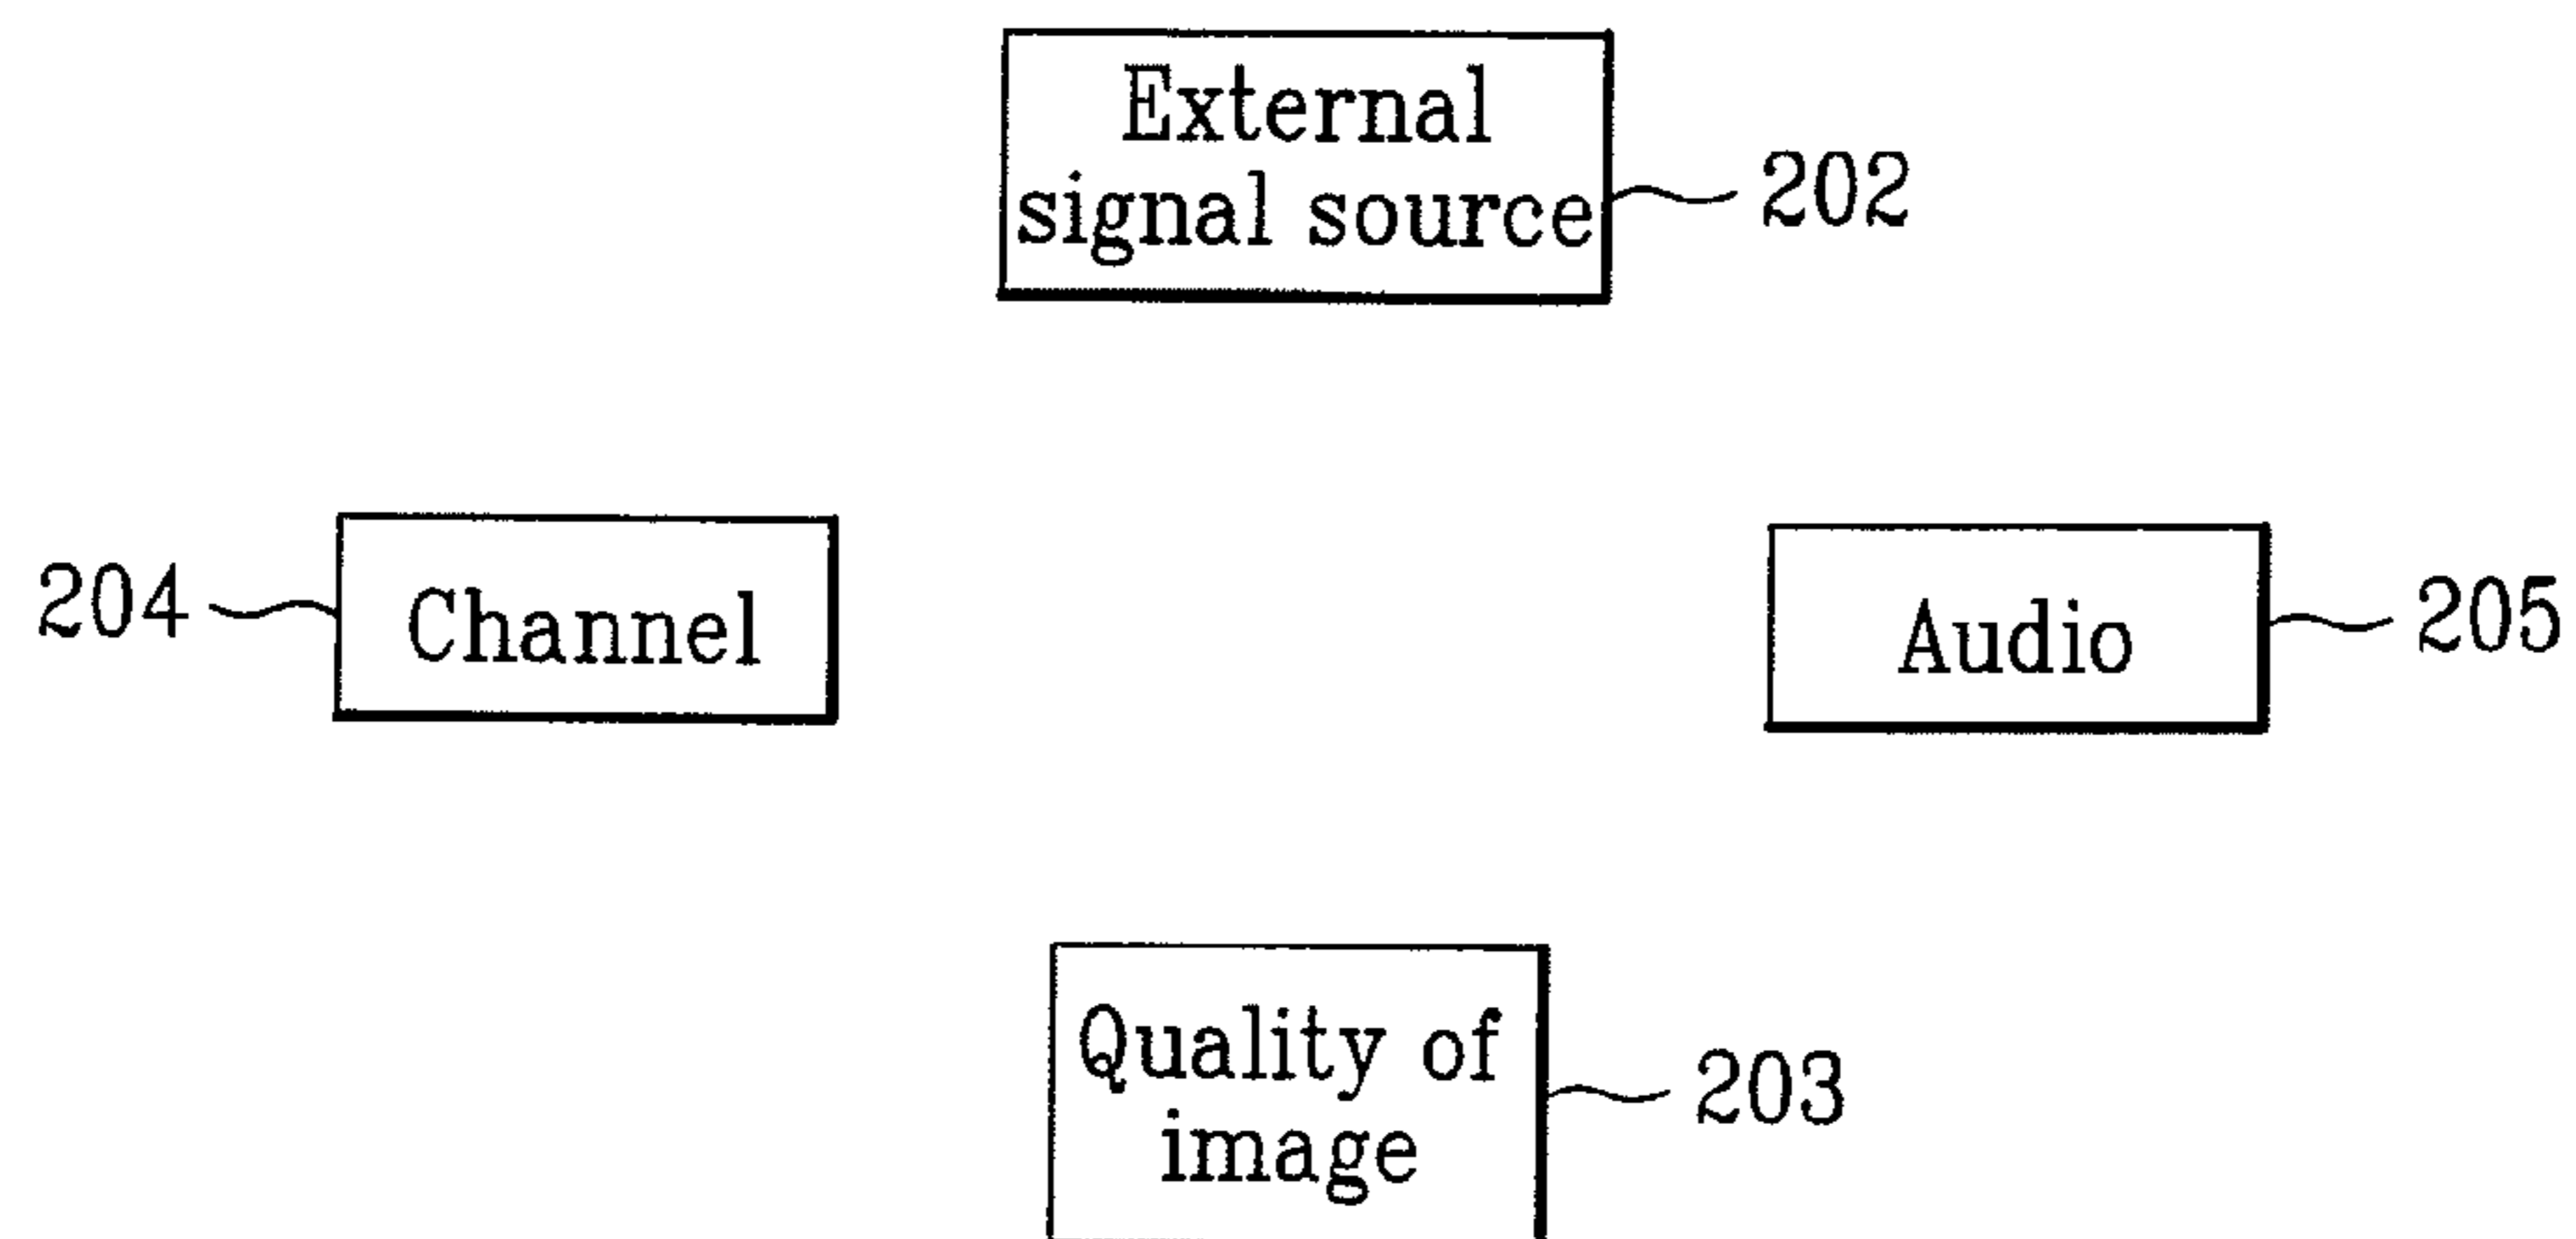 External
signal source
202
204
Channel
Audio
205
Quality of
image
203